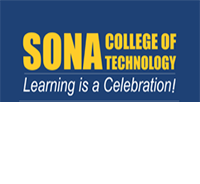 SONA COLLEGE OF
TECHNOLOGY
Learning is a Celebration!